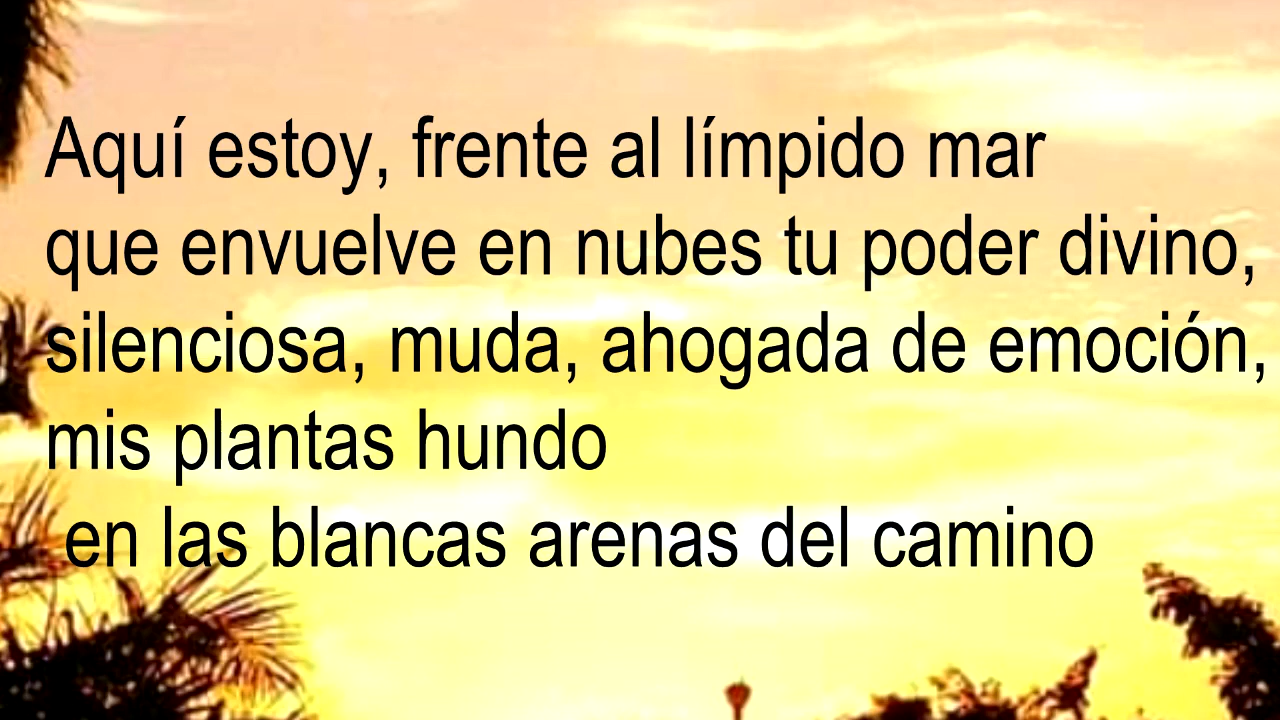 Aquí estoy, frente al límpido mar
que envuelve en nubes tu poder divino,
silenciosa, muda, ahogada de emoción,
mis plantas hundo
en las blancas arenas del camino